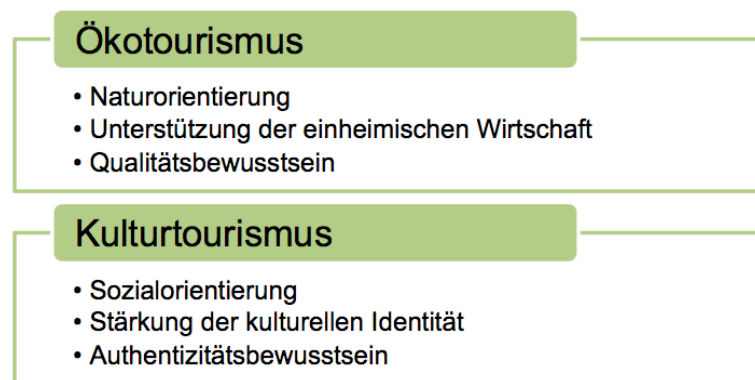 Ökotourismus
• Naturorientierung
• Unterstützung der einheimischen Wirtschaft
• Qualitätsbewusstsein
Kulturtourismus
• Sozialorientierung
• Stärkung der kulturellen Identität
• Authentizitätsbewusstsein